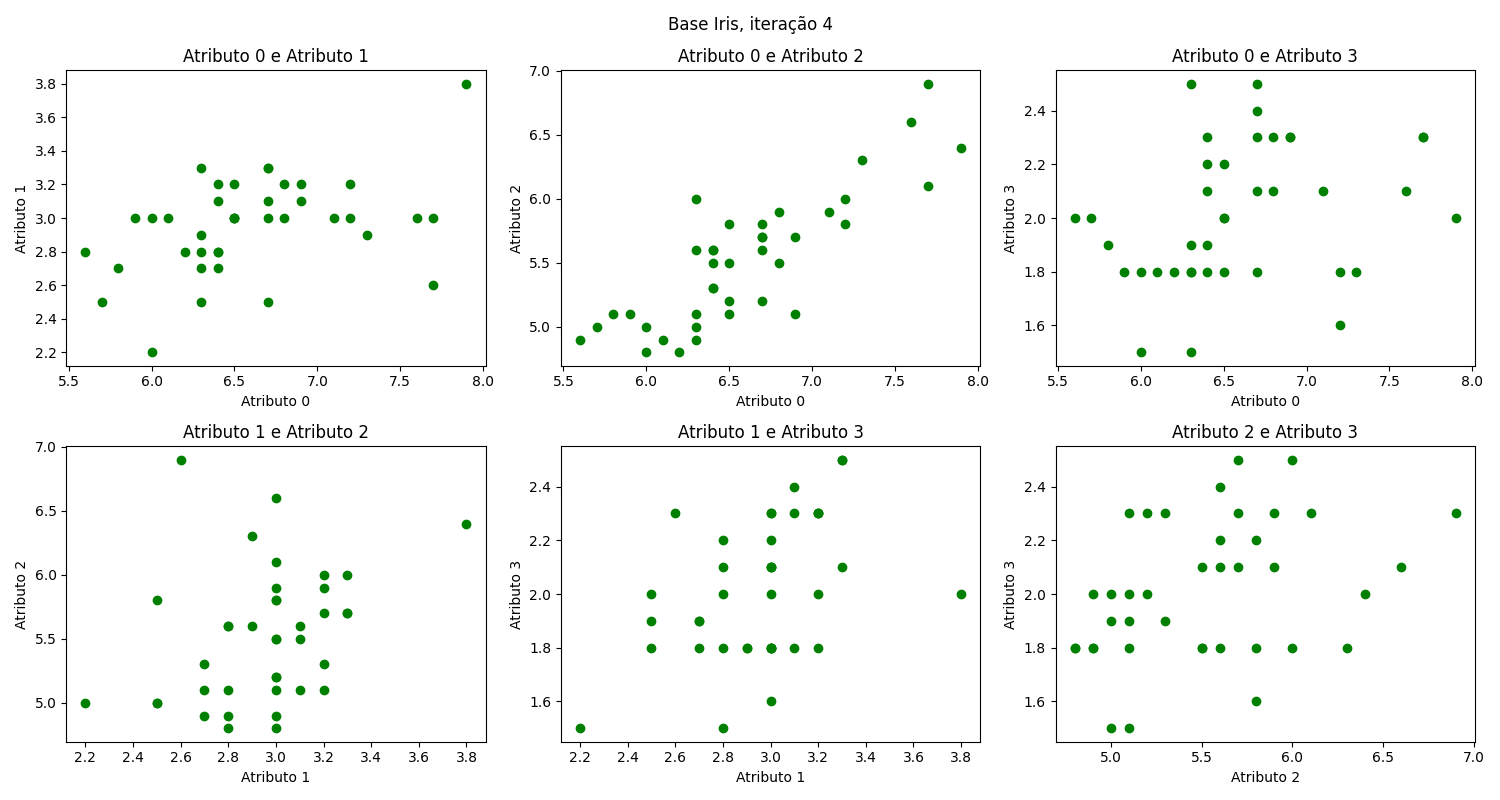 Base Iris, iteração 4
Atributo 0 e Atributo 1
3.8
3.6
3.4
3.2
3.0
2.8
2.6
2.4
2.2
Atributo 1
5.5 6.0 6.5 7.0 7.5 8.0
Atributo 0
Atributo 0 e Atributo 2
7.0
6.5
6.0
5.5
5.0
Atributo 2
5.5 6.0 6.5 7.0 7.5 8.0
Atributo 0
Atributo 0 e Atributo 3
2.4
2.2
2.0
1.8
1.6
Atributo 3
5.5 6.0 6.5 7.0 7.5 8.0
Atributo 0
Atributo 1 e Atributo 2
7.0
6.5
6.0
5.5
5.0
Atributo 2
2.2 2.4 2.6 2.8 3.0 3.2 3.4 3.6 3.8
Atributo 1
Atributo 1 e Atributo 3
2.4
2.2
2.0
1.8
1.6
Atributo 3
2.2 2.4 2.6 2.8 3.0 3.2 3.4 3.6 3.8
Atributo 1
Atributo 2 e Atributo 3
2.4
2.2
2.0
1.8
1.6
Atributo 3
5.0 5.5 6.0 6.5 7.0
Atributo 2